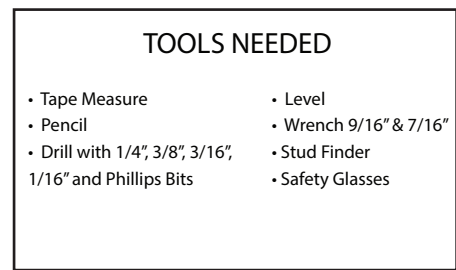 TOOLS NEEDED
• Tape Measure
• Pencil
• Drill with 1/4”, 3/8”, 3/16”,
1/16” and Phillips Bits
• Level
• Wrench 9/16” & 7/16”
• Stud Finder
• Safety Glasses